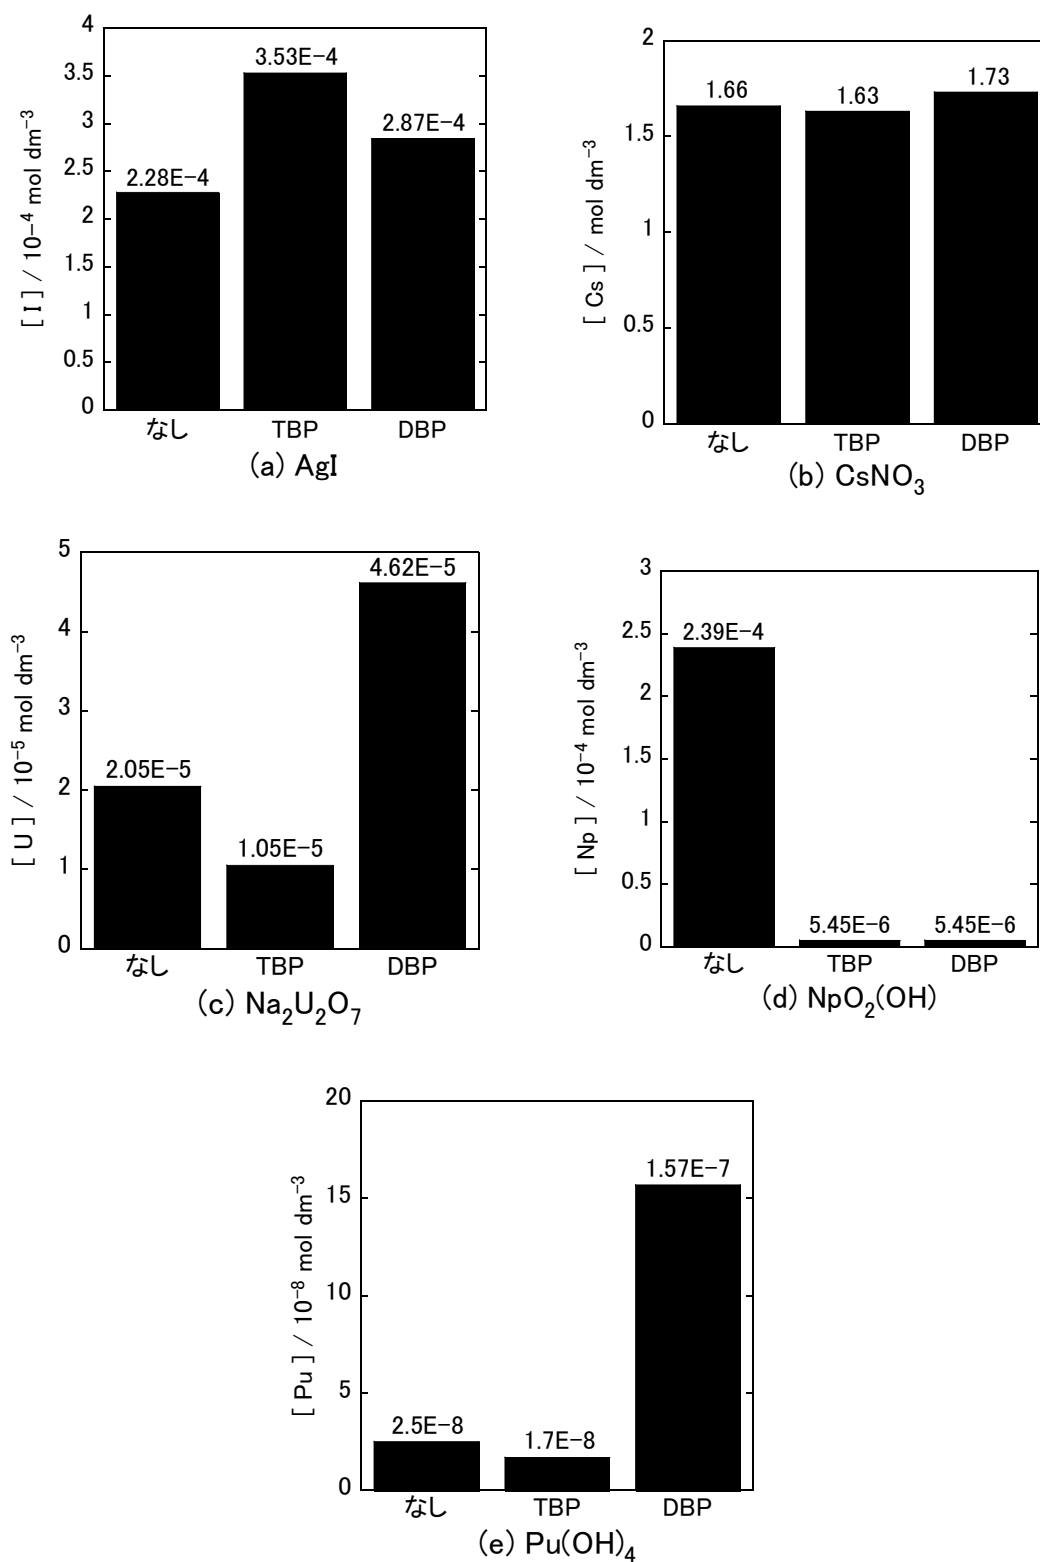 4
3.5
3
2.5
2
1.5
1
0.5
0
[ I ] / 10⁻⁴ mol dm⁻³
2.28E-4
3.53E-4
2.87E-4
なし TBP DBP
(a) AgI
2
1.5
1
0.5
0
[ Cs ] / mol dm⁻³
1.66
1.63
1.73
なし TBP DBP
(b) CsNO₃
5
4
3
2
1
0
[ U ] / 10⁻⁵ mol dm⁻³
2.05E-5
1.05E-5
4.62E-5
なし TBP DBP
(c) Na₂U₂O₇
3
2.5
2
1.5
1
0.5
0
[ Np ] / 10⁻⁴ mol dm⁻³
2.39E-4
5.45E-6
5.45E-6
なし TBP DBP
(d) NpO₂(OH)
20
15
10
5
0
[ Pu ] / 10⁻⁸ mol dm⁻³
2.5E-8
1.7E-8
1.57E-7
なし TBP DBP
(e) Pu(OH)₄